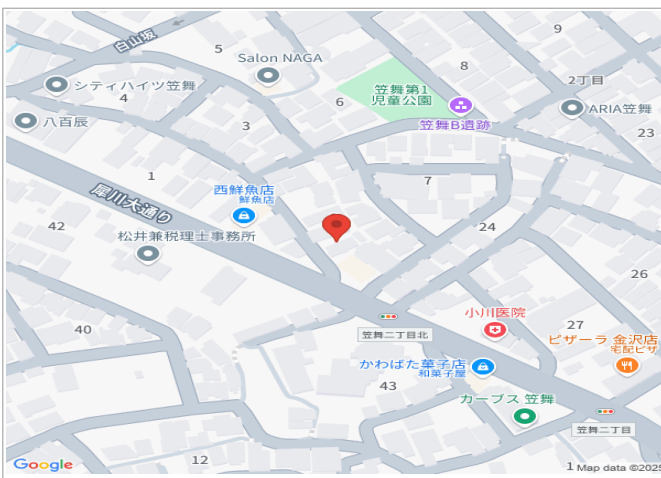 白山坂
5
Salon NAGA
9
8
2丁目
シティハイツ笠舞
4
6
笠舞第1
児童公園
笠舞B遺跡
ARIA笠舞
八百辰
3
23
1
7
西鮮魚店
鮮魚店
犀川大通り
42
松井兼税理士事務所
24
26
40
笠舞二丁目北
小川医院
27
ピザーラ 金沢店
宅配ピザ
かわばた菓子店
和菓子屋
43
カーブス 笠舞
笠舞二丁目
12
1
Google
Map data ©2025